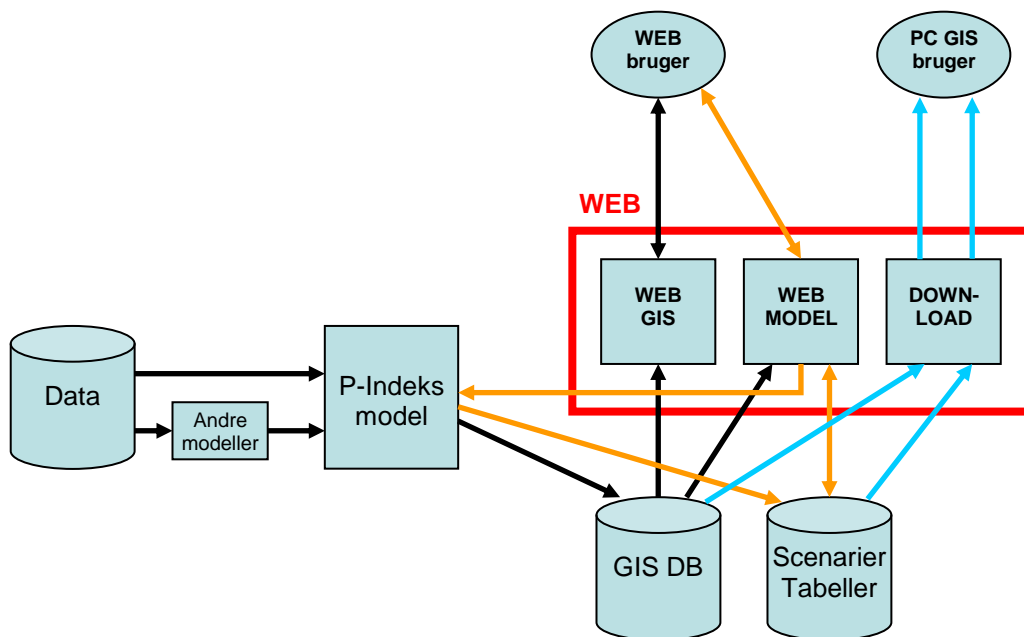 WEB
bruger
PC GIS
bruger
WEB
WEB
GIS
WEB
MODEL
DOWN-
LOAD
Data
Andre
modeller
P-Indeks
model
GIS DB
Scenarier
Tabeller